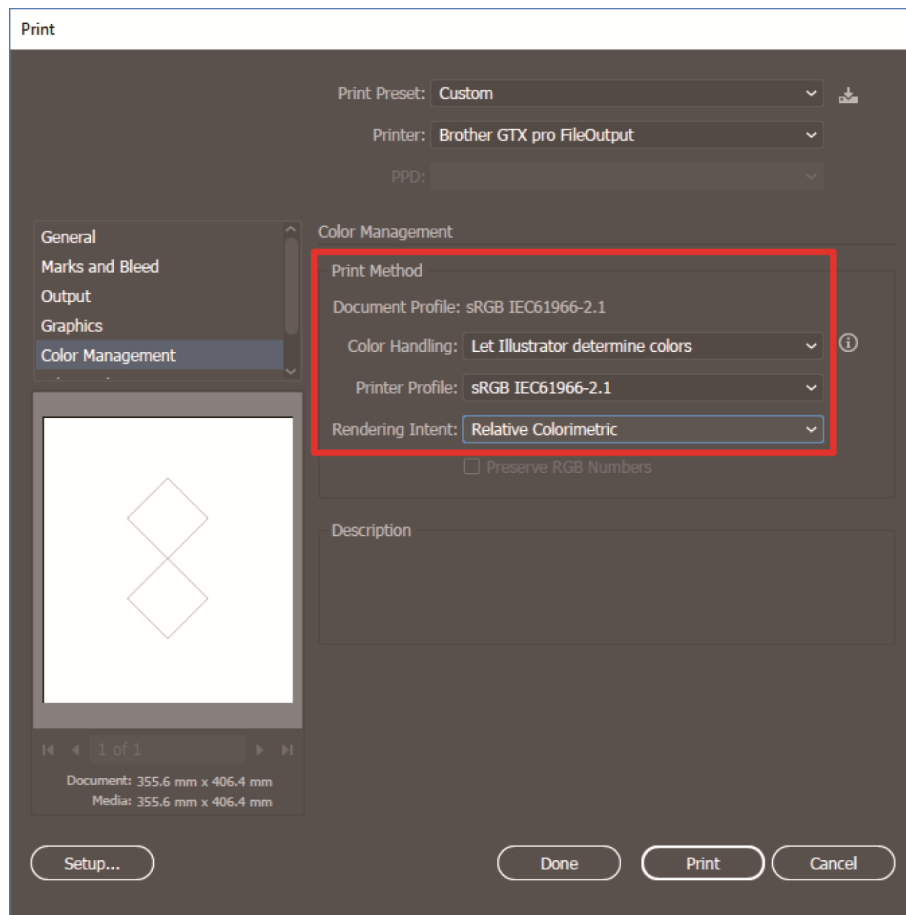 Print
Print Preset: Custom
Printer: Brother GTX pro FileOutput
PPD:
General
Marks and Bleed
Output
Graphics
Color Management
Color Management
Print Method
Document Profile: sRGB IEC61966-2.1
Color Handling: Let Illustrator determine colors
Printer Profile: sRGB IEC61966-2.1
Rendering Intent: Relative Colorimetric
Preserve RGB Numbers
Description
1 of 1
Document: 355.6 mm x 406.4 mm
Media: 355.6 mm x 406.4 mm
Setup...
Done
Print
Cancel